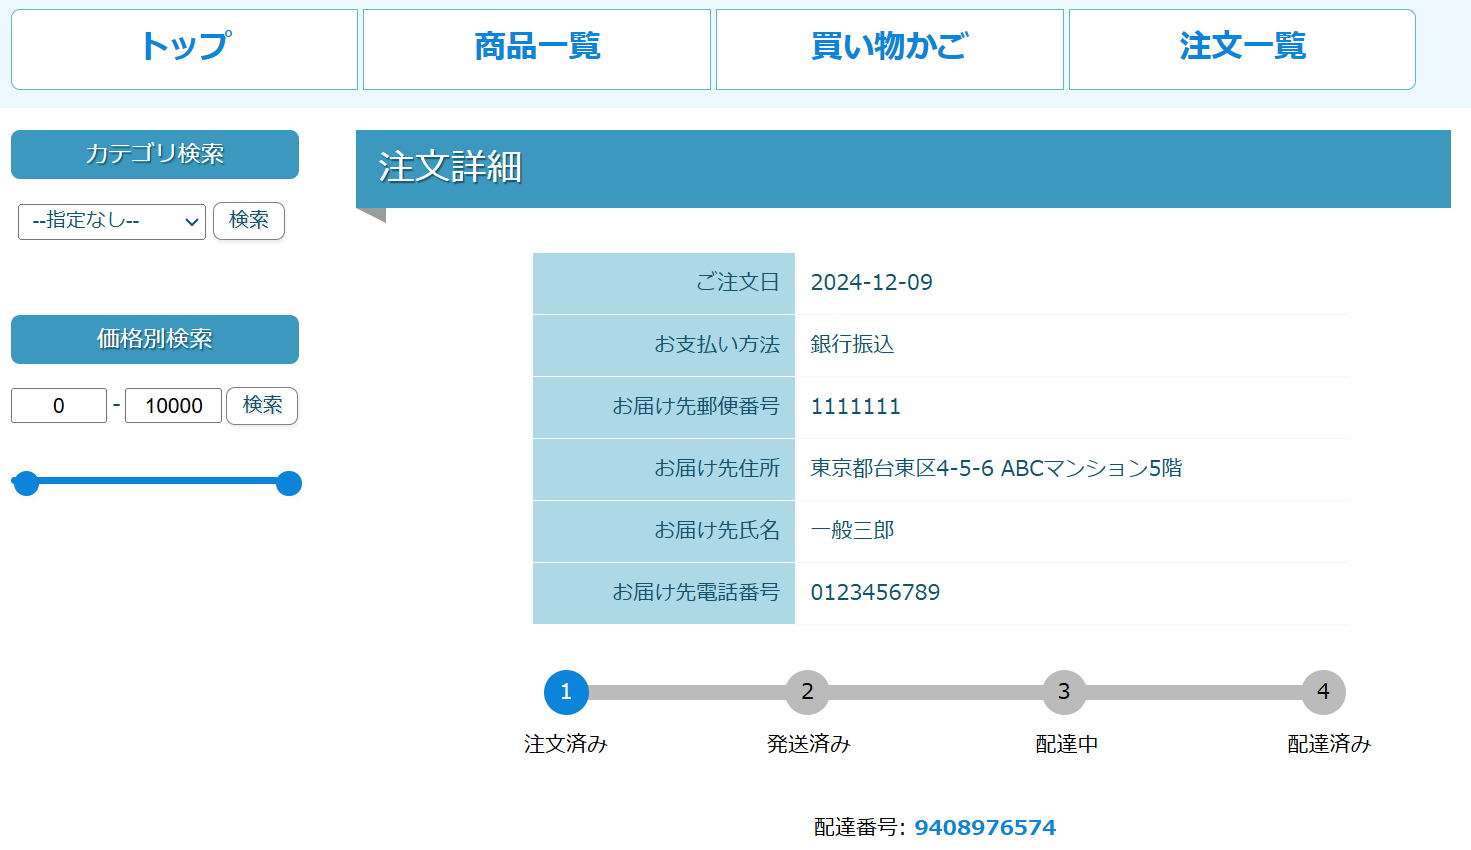 トップ
商品一覧
買い物かご
注文一覧
カテゴリ検索
--指定なし--
検索
価格別検索
0 - 10000
検索
注文詳細
ご注文日 2024-12-09
お支払い方法 銀行振込
お届け先郵便番号 1111111
お届け先住所 東京都台東区4-5-6 ABCマンション5階
お届け先氏名 一般三郎
お届け先電話番号 0123456789
1 2 3 4
注文済み 発送済み 配達中 配達済み
配達番号: 9408976574